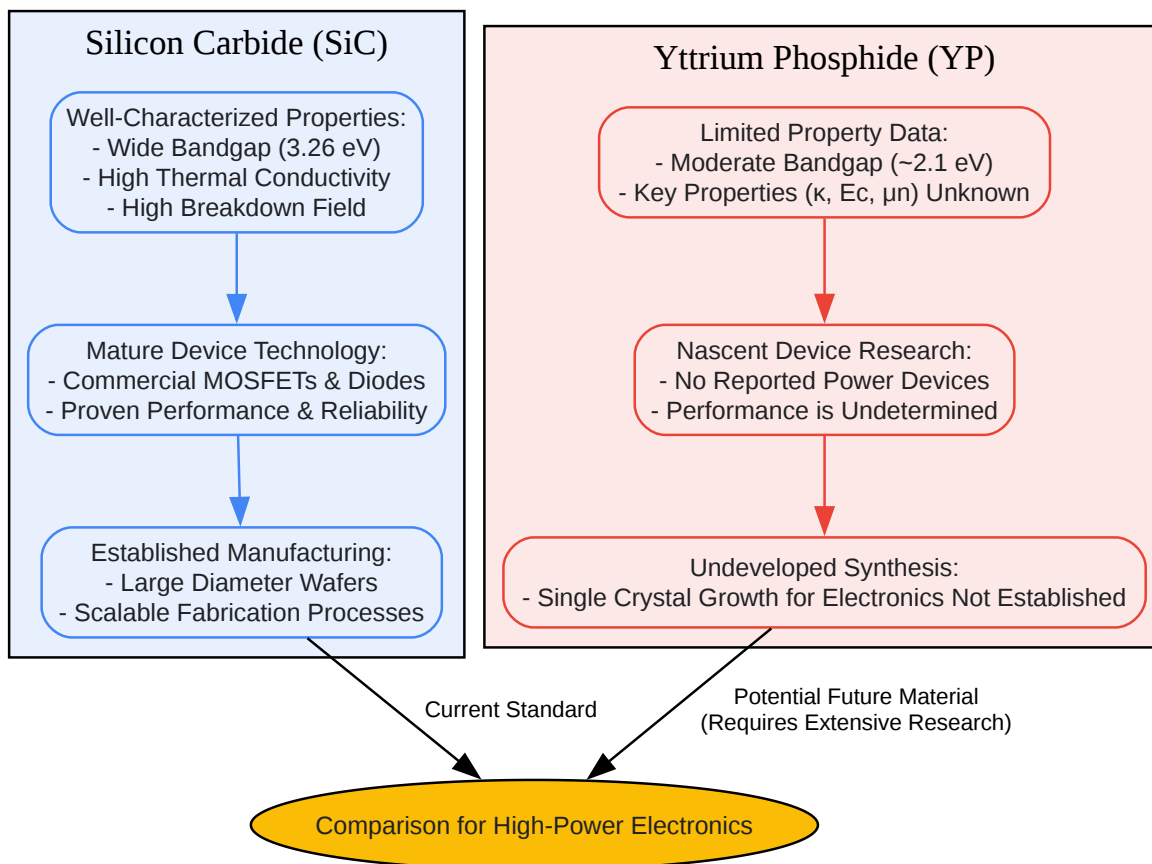 Silicon Carbide (SiC)
Well-Characterized Properties:
- Wide Bandgap (3.26 eV)
- High Thermal Conductivity
- High Breakdown Field
Mature Device Technology:
- Commercial MOSFETs & Diodes
- Proven Performance & Reliability
Established Manufacturing:
- Large Diameter Wafers
- Scalable Fabrication Processes
Yttrium Phosphide (YP)
Limited Property Data:
- Moderate Bandgap (~2.1 eV)
- Key Properties (κ, Ec, μn) Unknown
Nascent Device Research:
- No Reported Power Devices
- Performance is Undetermined
Undeveloped Synthesis:
- Single Crystal Growth for Electronics Not Established
Current Standard
Potential Future Material
(Requires Extensive Research)
Comparison for High-Power Electronics